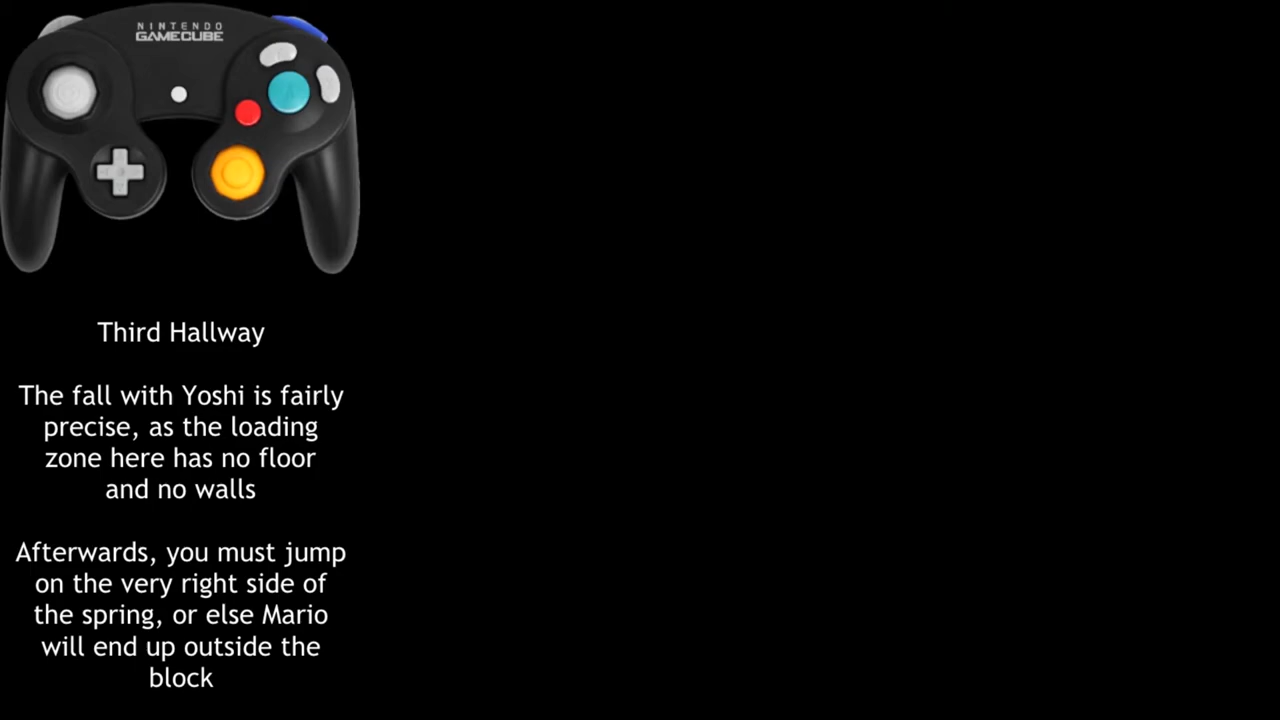 NINTENDO
GAMECUBE
Third Hallway
The fall with Yoshi is fairly
precise, as the loading
zone here has no floor
and no walls
Afterwards, you must jump
on the very right side of
the spring, or else Mario
will end up outside the
block